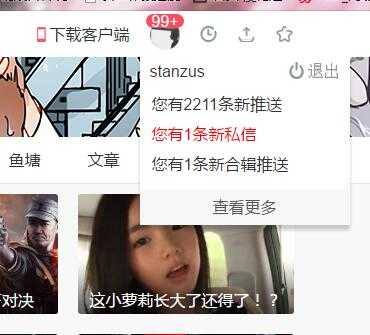 下载客户端
99+
stanzus
退出
您有2211条新推送
您有1条新私信
您有1条新合辑推送
查看更多
鱼塘
文章
对决
这小萝莉长大了还得了！？